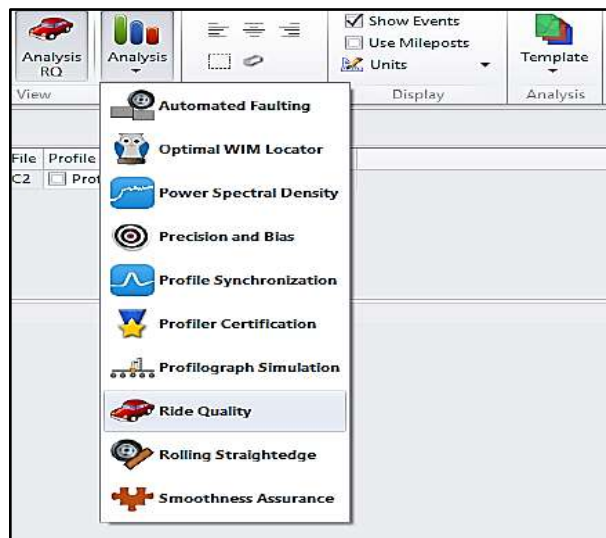 Analysis
RQ
Analysis
Show Events
Use Mileposts
Units
Template
View
Display
Analysis
File Profile
C2
Automated Faulting
Optimal WIM Locator
Power Spectral Density
Precision and Bias
Profile Synchronization
Profiler Certification
Profilograph Simulation
Ride Quality
Rolling Straightedge
Smoothness Assurance